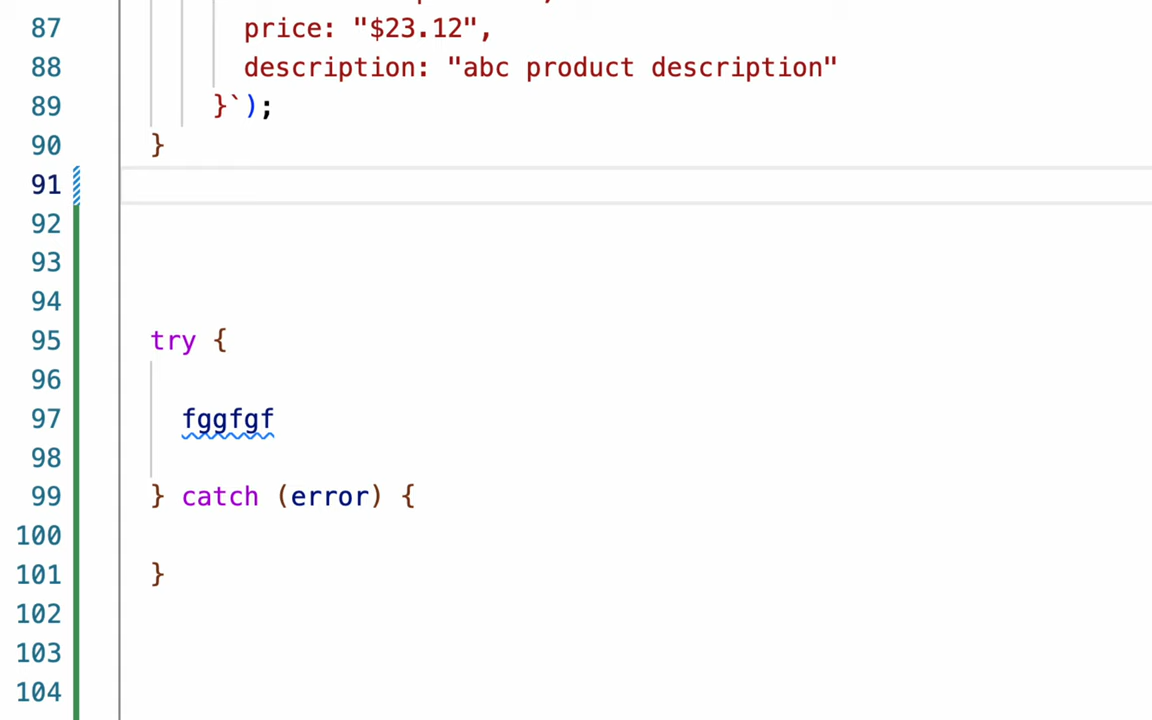 87 price: "$23.12",
88 description: "abc product description"
89 }`);
90 }
91
92
93
94
95 try {
96
97 fggfgf
98
99 } catch (error) {
100
101 }
102
103
104